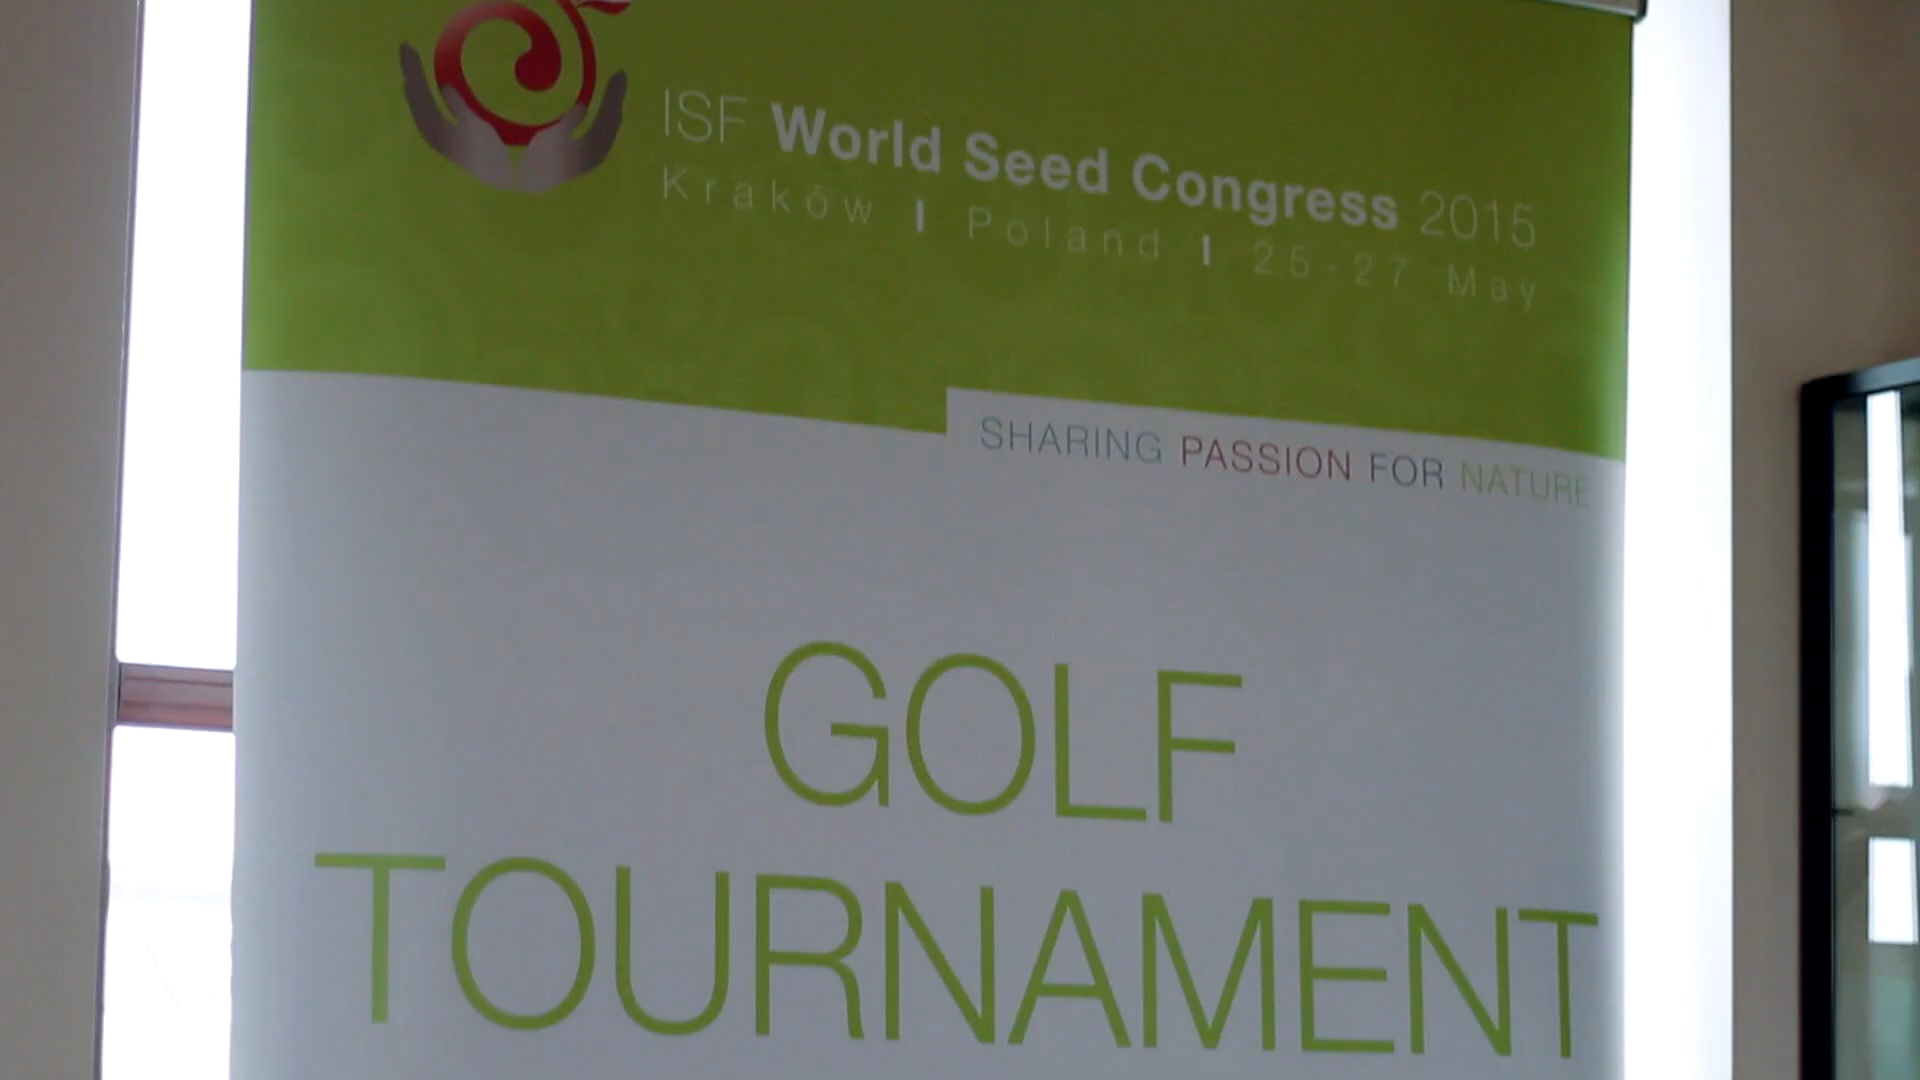 ISF World Seed Congress 2015
Kraków | Poland | 25-27 May
SHARING PASSION FOR NATURE
GOLF
TOURNAMENT